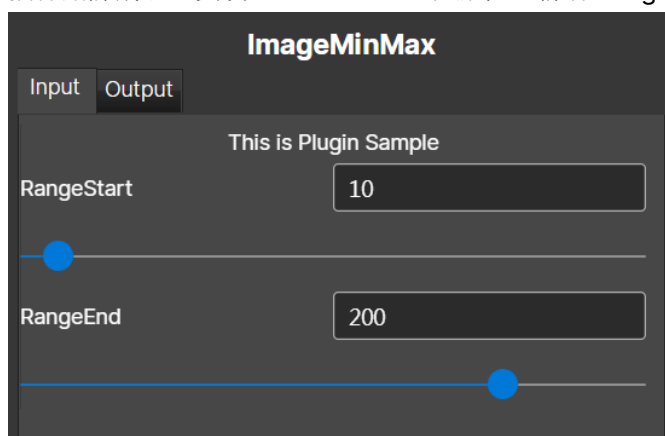 ImageMinMax
Input Output
This is Plugin Sample
RangeStart 10
RangeEnd 200